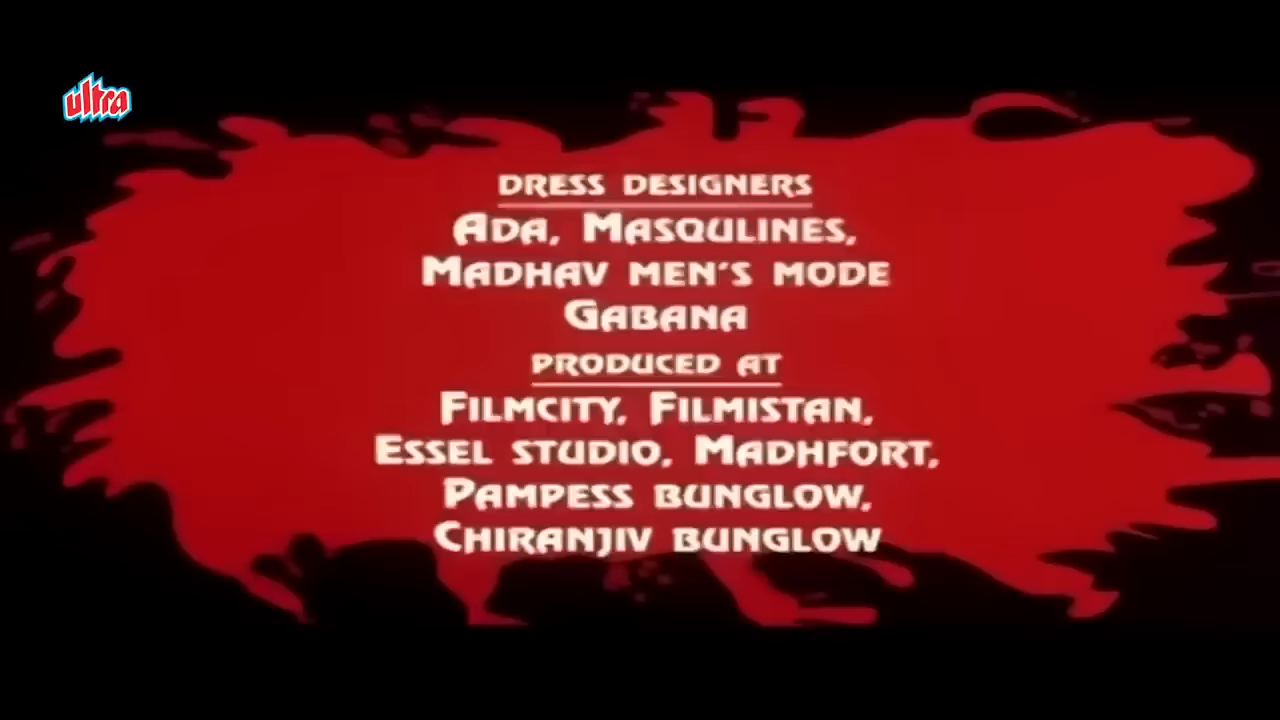 ultra
DRESS DESIGNERS
ADA, MASQULINES,
MADHAV MEN'S MODE
GABANA
PRODUCED AT
FILMCITY, FILMISTAN,
ESSEL STUDIO, MADHFORT,
PAMPESS BUNGLOW,
CHIRANJIV BUNGLOW